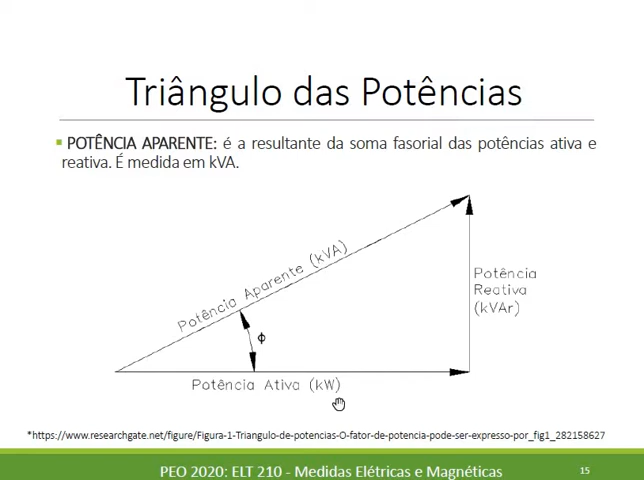 Triângulo das Potências
POTÊNCIA APARENTE: é a resultante da soma fasorial das potências ativa e
reativa. É medida em kVA.
Potência Aparente (kVA)
Potência
Reativa
(kVAr)
ϕ
Potência Ativa (kW)
*https://www.researchgate.net/figure/Figura-1-Triangulo-de-potencias-O-fator-de-potencia-pode-ser-expresso-por_fig1_282158627
PEO 2020: ELT 210 - Medidas Elétricas e Magnéticas
15